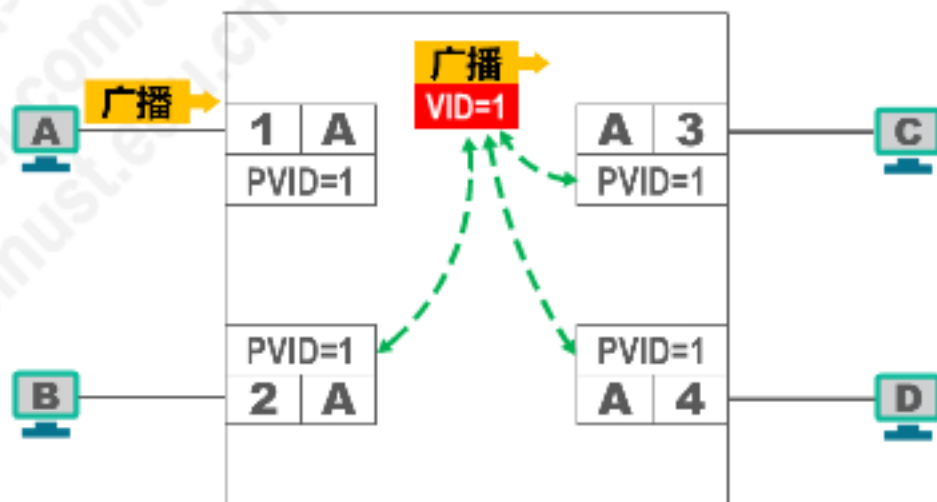 广播
VID=1
广播
A
1 A
PVID=1
A 3
PVID=1
C
PVID=1
2 A
B
PVID=1
A 4
D